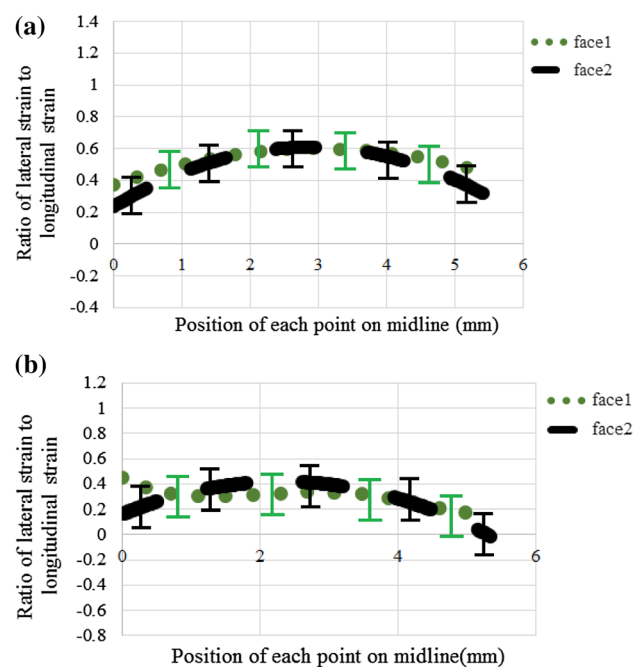 (a)
Ratio of lateral strain to
longitudinal strain
1.4
1.2
1
0.8
0.6
0.4
0.2
0
-0.2
-0.4
0 1 2 3 4 5 6
Position of each point on midline (mm)
face1
face2
(b)
Ratio of lateral strain to
longitudinal strain
1.2
1
0.8
0.6
0.4
0.2
0
-0.2
-0.4
-0.6
-0.8
0 2 4 6
Position of each point on midline(mm)
face1
face2